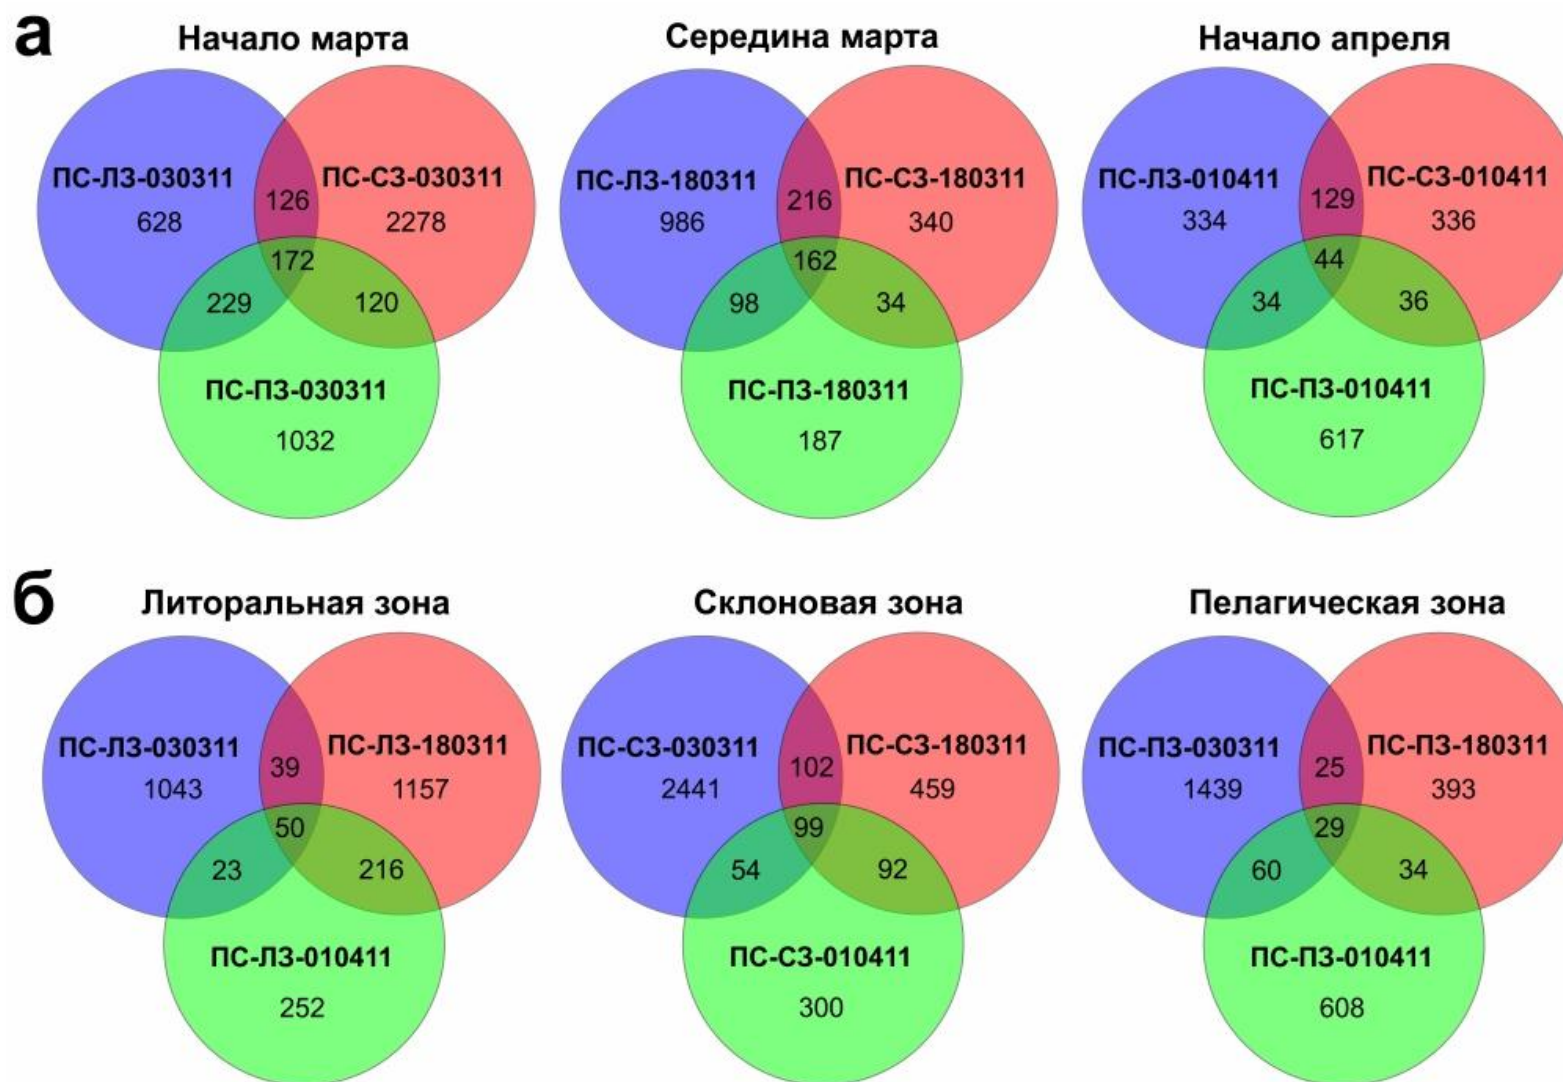 а
Начало марта
Середина марта
Начало апреля
ПС-ЛЗ-030311
628
126
ПС-СЗ-030311
2278
172
229
120
ПС-ПЗ-030311
1032
ПС-ЛЗ-180311
986
216
ПС-СЗ-180311
340
162
98
34
ПС-ПЗ-180311
187
ПС-ЛЗ-010411
334
129
ПС-СЗ-010411
336
44
34
36
ПС-ПЗ-010411
617
б
Литоральная зона
Склоновая зона
Пелагическая зона
ПС-ЛЗ-030311
1043
39
ПС-ЛЗ-180311
1157
50
23
216
ПС-ЛЗ-010411
252
ПС-СЗ-030311
2441
102
ПС-СЗ-180311
459
99
54
92
ПС-СЗ-010411
300
ПС-ПЗ-030311
1439
25
ПС-ПЗ-180311
393
29
60
34
ПС-ПЗ-010411
608